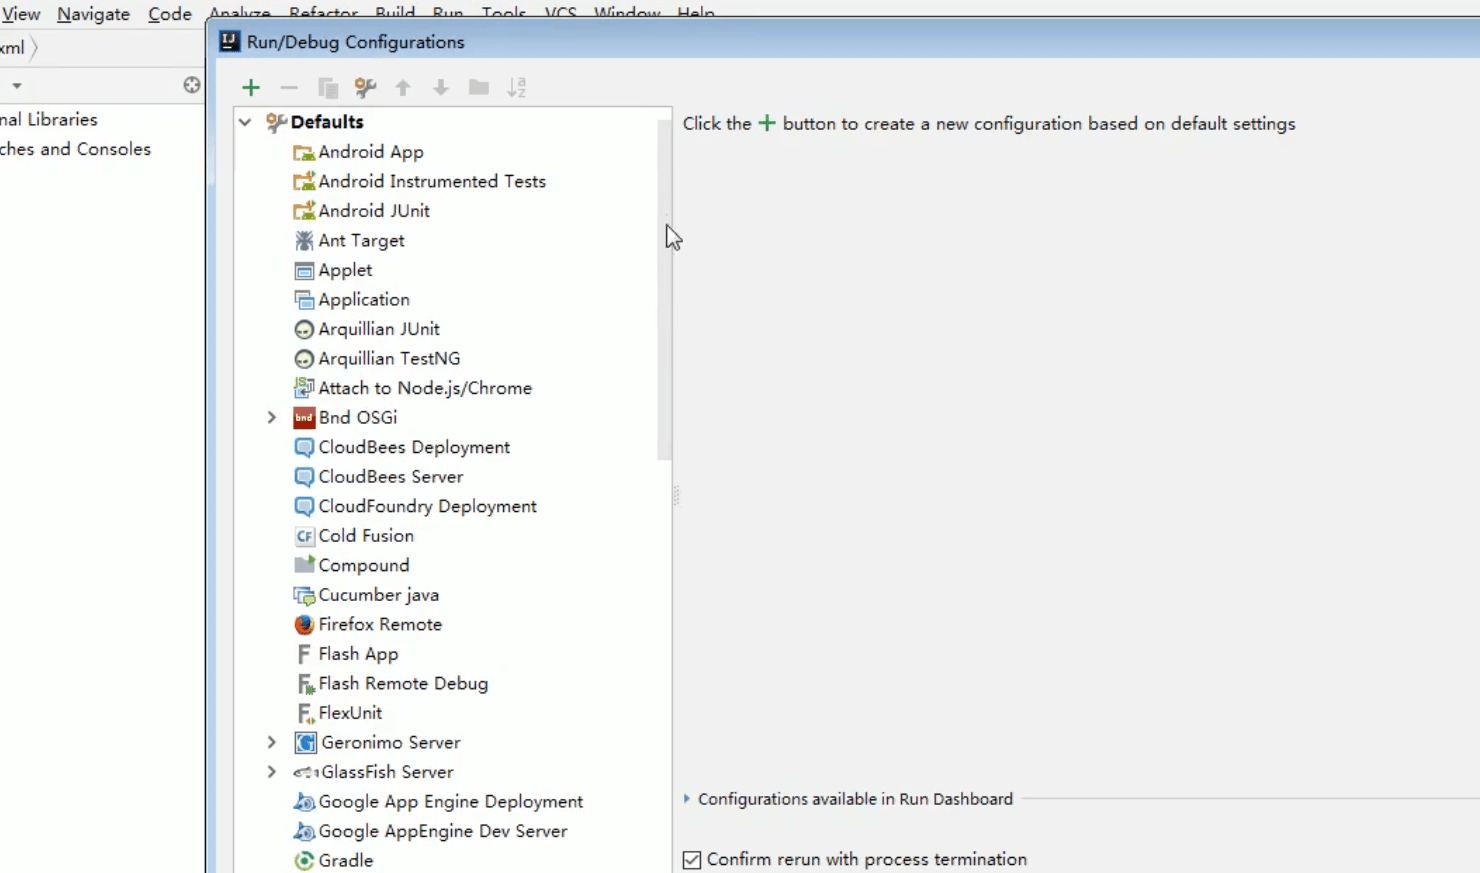 View Navigate Code Analyze Refactor Build Run Tools VCS Window Help
xml
Run/Debug Configurations
nal Libraries
ches and Consoles
Defaults
Click the + button to create a new configuration based on default settings
Android App
Android Instrumented Tests
Android JUnit
Ant Target
Applet
Application
Arquillian JUnit
Arquillian TestNG
Attach to Node.js/Chrome
Bnd OSGi
CloudBees Deployment
CloudBees Server
CloudFoundry Deployment
Cold Fusion
Compound
Cucumber java
Firefox Remote
Flash App
Flash Remote Debug
FlexUnit
Geronimo Server
GlassFish Server
Google App Engine Deployment
Google AppEngine Dev Server
Gradle
Configurations available in Run Dashboard
Confirm rerun with process termination